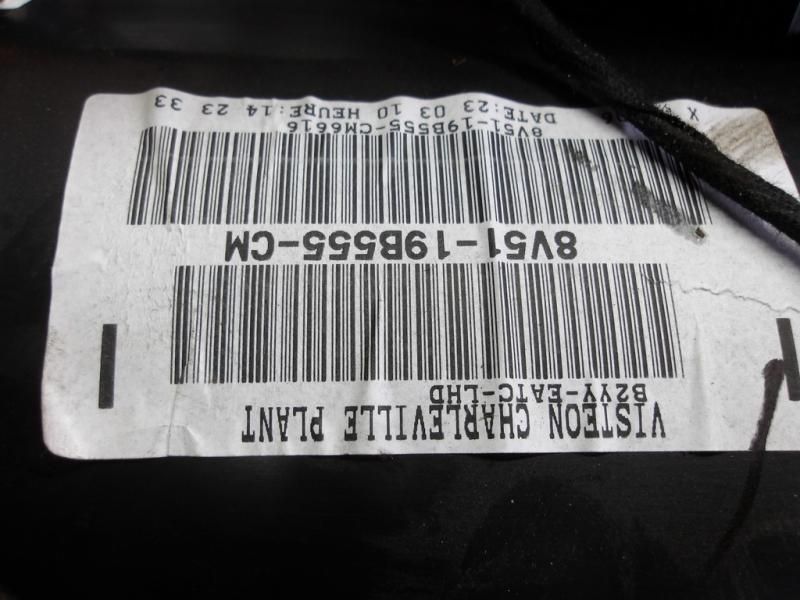 VISTEON CHARLEVILLE PLANT
B2YY-EATC-LHD
8V51-19B555-CM
8V51-19B555-CM6616
DATE:23 03 10 HEURE:14 23 33
X